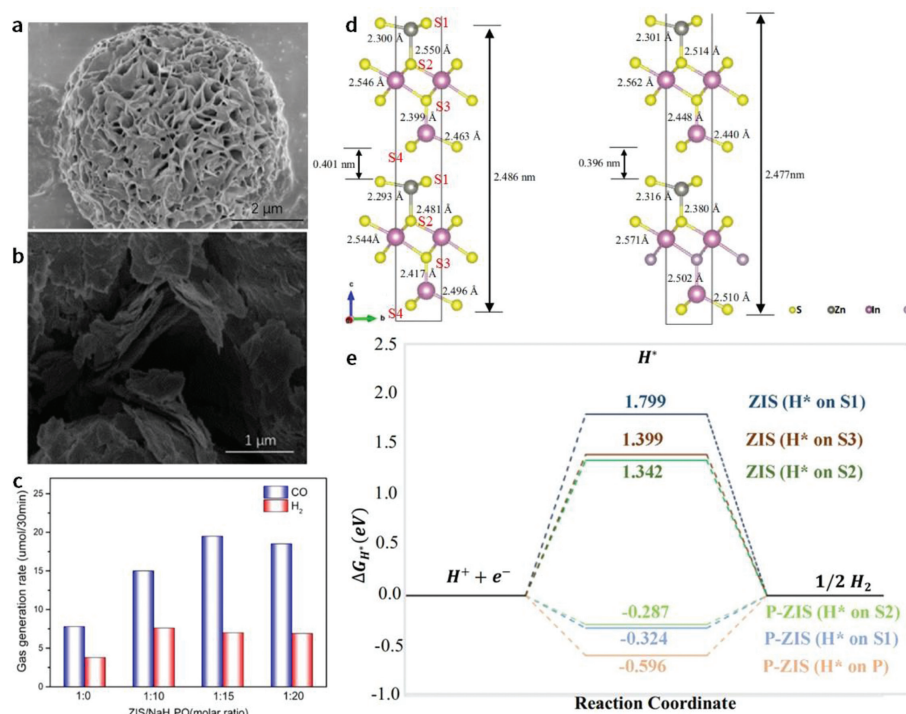 a
2 µm
b
1 µm
c
Gas generation rate (umol/30min)
25
20
15
10
5
0
CO
H2
1:0
1:10
1:15
1:20
ZIS/NaH2PO2(molar ratio)
d
S1
2.300 Å
2.550 Å
S2
2.546 Å
S3
2.399 Å
2.463 Å
S4
0.401 nm
S1
2.293 Å
2.481 Å
S2
2.544Å
S3
2.417 Å
2.496 Å
S4
c
b
2.486 nm
2.301 Å
2.514 Å
2.562 Å
2.448 Å
2.440 Å
0.396 nm
2.316 Å
2.380 Å
2.571Å
2.502 Å
2.510 Å
2.477nm
S
Zn
In
e
ΔG_H*(eV)
2.5
2.0
1.5
1.0
0.5
0.0
-0.5
-1.0
H*
1.799
ZIS (H* on S1)
1.399
ZIS (H* on S3)
1.342
ZIS (H* on S2)
H⁺ + e⁻
1/2 H₂
-0.287
P-ZIS (H* on S2)
-0.324
P-ZIS (H* on S1)
-0.596
P-ZIS (H* on P)
Reaction Coordinate